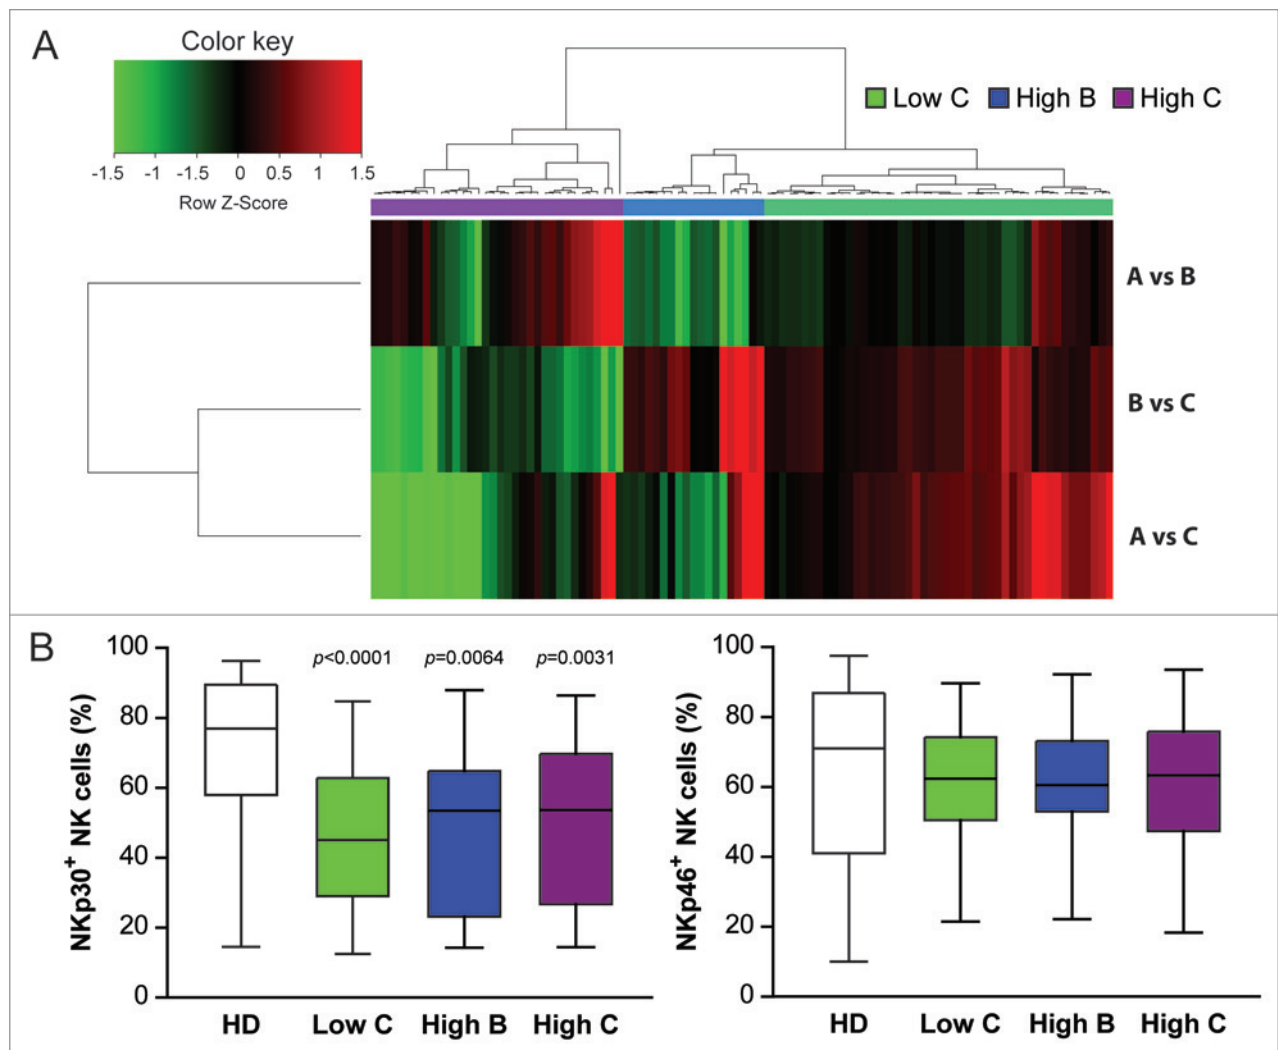 A
Color key
-1.5 -1 -1.5 0 0.5 1 1.5
Row Z-Score
Low C High B High C
A vs B
B vs C
A vs C
B
NKp30+ NK cells (%)
100
80
60
40
20
0
p<0.0001 p=0.0064 p=0.0031
HD Low C High B High C
NKp46+ NK cells (%)
100
80
60
40
20
0
HD Low C High B High C